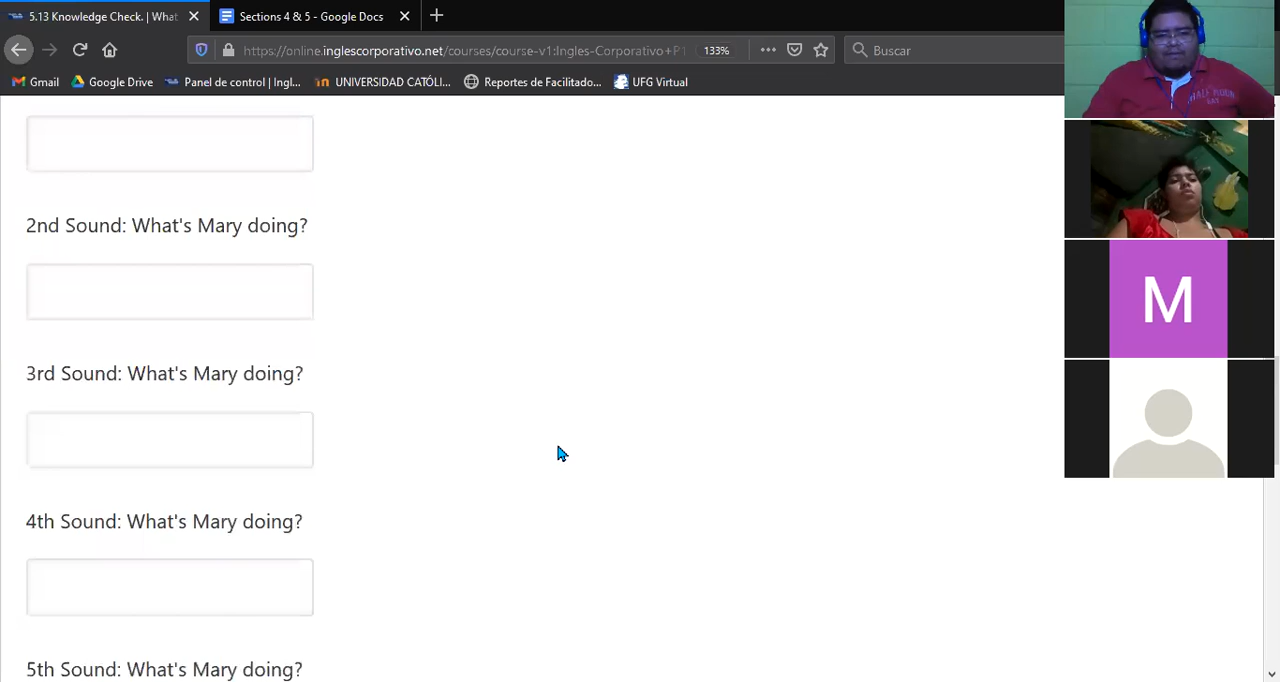 5.13 Knowledge Check. | What
Sections 4 & 5 - Google Docs
https://online.inglescorporativo.net/courses/course-v1:Ingles-Corporativo+P1
133%
Buscar
Gmail
Google Drive
Panel de control | Ingl...
UNIVERSIDAD CATÓLI...
Reportes de Facilitado...
UFG Virtual
2nd Sound: What's Mary doing?
3rd Sound: What's Mary doing?
4th Sound: What's Mary doing?
5th Sound: What's Mary doing?
M